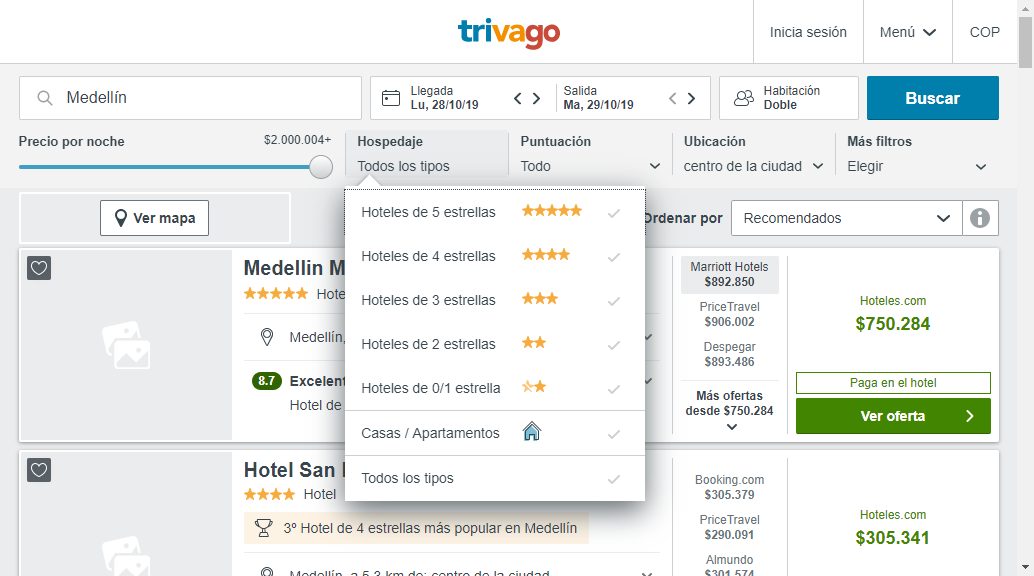 trivago
Inicia sesión
Menú
COP
Medellín
Llegada
Lu, 28/10/19
Salida
Ma, 29/10/19
Habitación
Doble
Buscar
Precio por noche
$2.000.004+
Hospedaje
Todos los tipos
Puntuación
Todo
Ubicación
centro de la ciudad
Más filtros
Elegir
Ver mapa
Ordenar por
Recomendados
Hoteles de 5 estrellas
Hoteles de 4 estrellas
Hoteles de 3 estrellas
Hoteles de 2 estrellas
Hoteles de 0/1 estrella
Casas / Apartamentos
Todos los tipos
Medellin M
Hote
Medellín,
8.7 Excelent
Hotel de
Marriott Hotels
$892.850
PriceTravel
$906.002
Despegar
$893.486
Más ofertas
desde $750.284
Hoteles.com
$750.284
Paga en el hotel
Ver oferta
Hotel San
Hotel
3º Hotel de 4 estrellas más popular en Medellín
Medellín, a 5.3 km de: centro de la ciudad
Booking.com
$305.379
PriceTravel
$290.091
Almundo
$301.574
Hoteles.com
$305.341